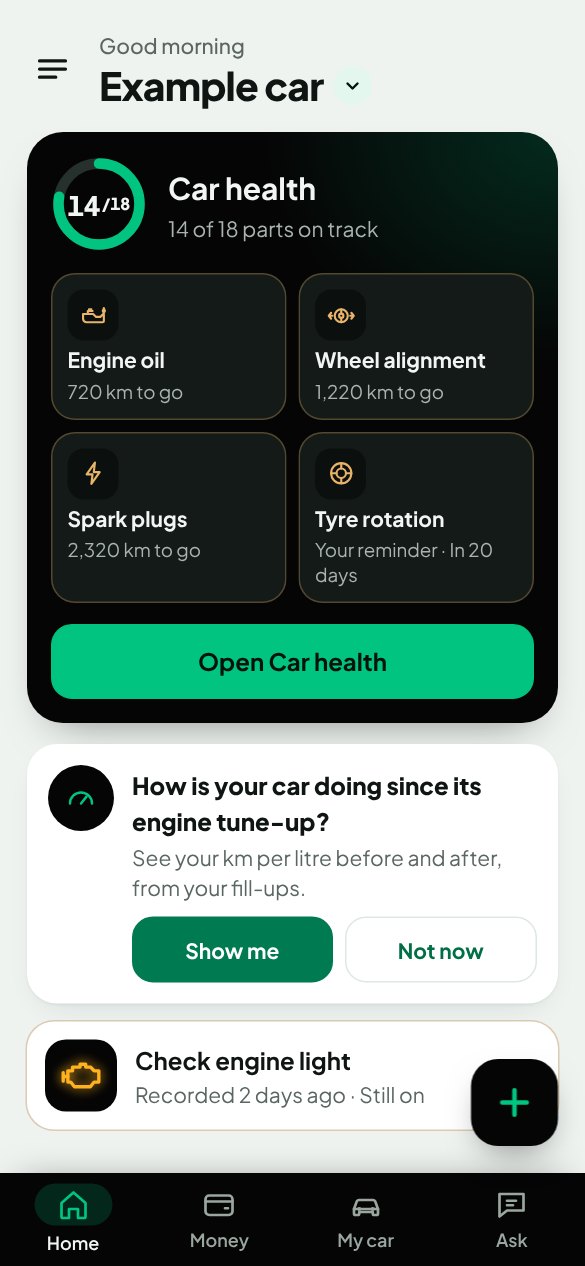 Good morning
Example car
14/18
Car health
14 of 18 parts on track
Engine oil
720 km to go
Wheel alignment
1,220 km to go
Spark plugs
2,320 km to go
Tyre rotation
Your reminder · In 20
days
Open Car health
How is your car doing since its
engine tune-up?
See your km per litre before and after,
from your fill-ups.
Show me
Not now
Check engine light
Recorded 2 days ago · Still on
Home
Money
My car
Ask